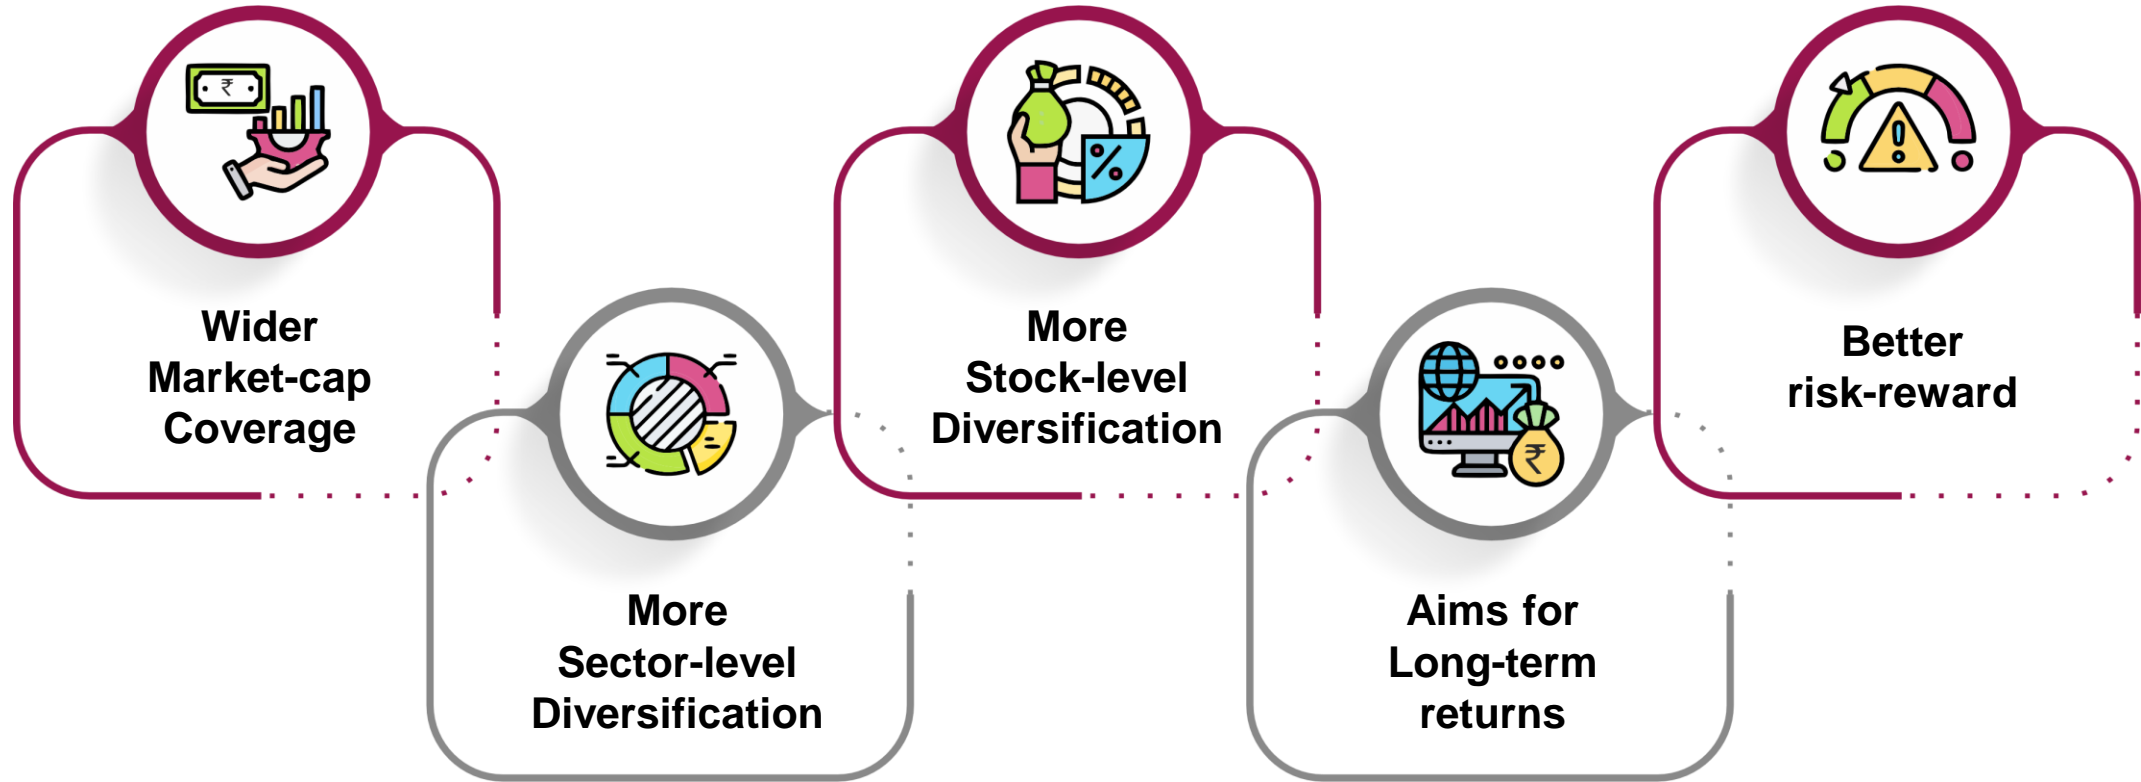 ₹
Wider
Market-cap
Coverage
More
Sector-level
Diversification
%
More
Stock-level
Diversification
₹
Aims for
Long-term
returns
!
Better
risk-reward